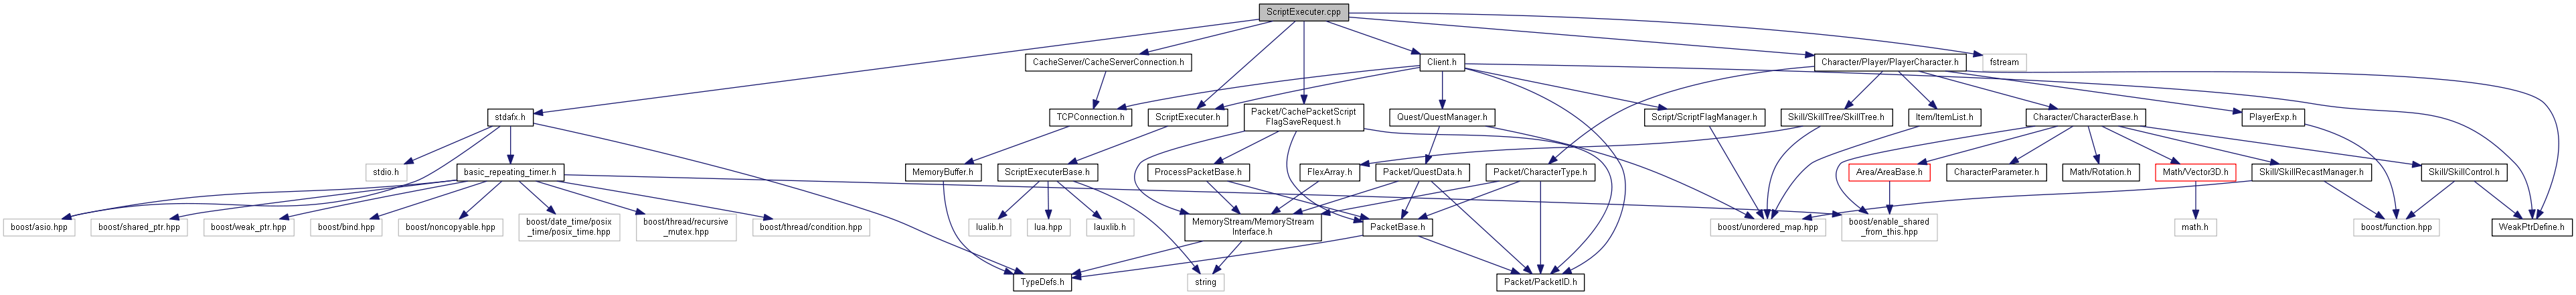 ScriptExecuter.cpp
CacheServer/CacheServerConnection.h
Client.h
Character/Player/PlayerCharacter.h
fstream
stdafx.h
TCPConnection.h
ScriptExecuter.h
Packet/CachePacketScript
FlagSaveRequest.h
Quest/QuestManager.h
Script/ScriptFlagManager.h
Skill/SkillTree/SkillTree.h
Item/ItemList.h
Character/CharacterBase.h
PlayerExp.h
stdio.h
basic_repeating_timer.h
MemoryBuffer.h
ScriptExecuterBase.h
ProcessPacketBase.h
FlexArray.h
Packet/QuestData.h
Packet/CharacterType.h
Area/AreaBase.h
CharacterParameter.h
Math/Rotation.h
Math/Vector3D.h
Skill/SkillRecastManager.h
Skill/SkillControl.h
boost/asio.hpp
boost/shared_ptr.hpp
boost/weak_ptr.hpp
boost/bind.hpp
boost/noncopyable.hpp
boost/date_time/posix
_time/posix_time.hpp
boost/thread/recursive
_mutex.hpp
boost/thread/condition.hpp
lualib.h
lua.hpp
lauxlib.h
MemoryStream/MemoryStream
Interface.h
PacketBase.h
boost/unordered_map.hpp
boost/enable_shared
_from_this.hpp
math.h
boost/function.hpp
WeakPtrDefine.h
TypeDefs.h
string
Packet/PacketID.h